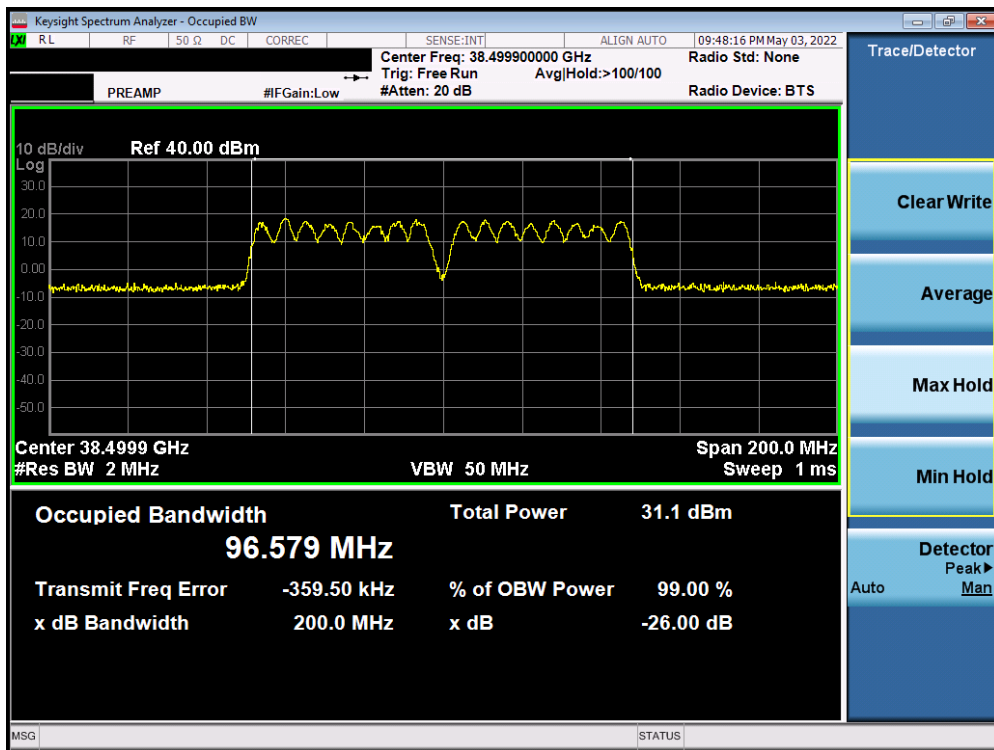 Keysight Spectrum Analyzer - Occupied BW
LXI RL RF 50 Ω DC CORREC SENSE:INT ALIGN AUTO 09:48:16 PM May 03, 2022
Center Freq: 38.499900000 GHz Radio Std: None
Trig: Free Run Avg|Hold:>100/100
PREAMP #IFGain:Low #Atten: 20 dB Radio Device: BTS
10 dB/div Ref 40.00 dBm
Log
30.0
20.0
10.0
0.00
-10.0
-20.0
-30.0
-40.0
-50.0
Center 38.4999 GHz Span 200.0 MHz
#Res BW 2 MHz VBW 50 MHz Sweep 1 ms
Occupied Bandwidth Total Power 31.1 dBm
96.579 MHz
Transmit Freq Error -359.50 kHz % of OBW Power 99.00 %
x dB Bandwidth 200.0 MHz x dB -26.00 dB
MSG STATUS
Trace/Detector
Clear Write
Average
Max Hold
Min Hold
Detector
Peak▶
Auto Man